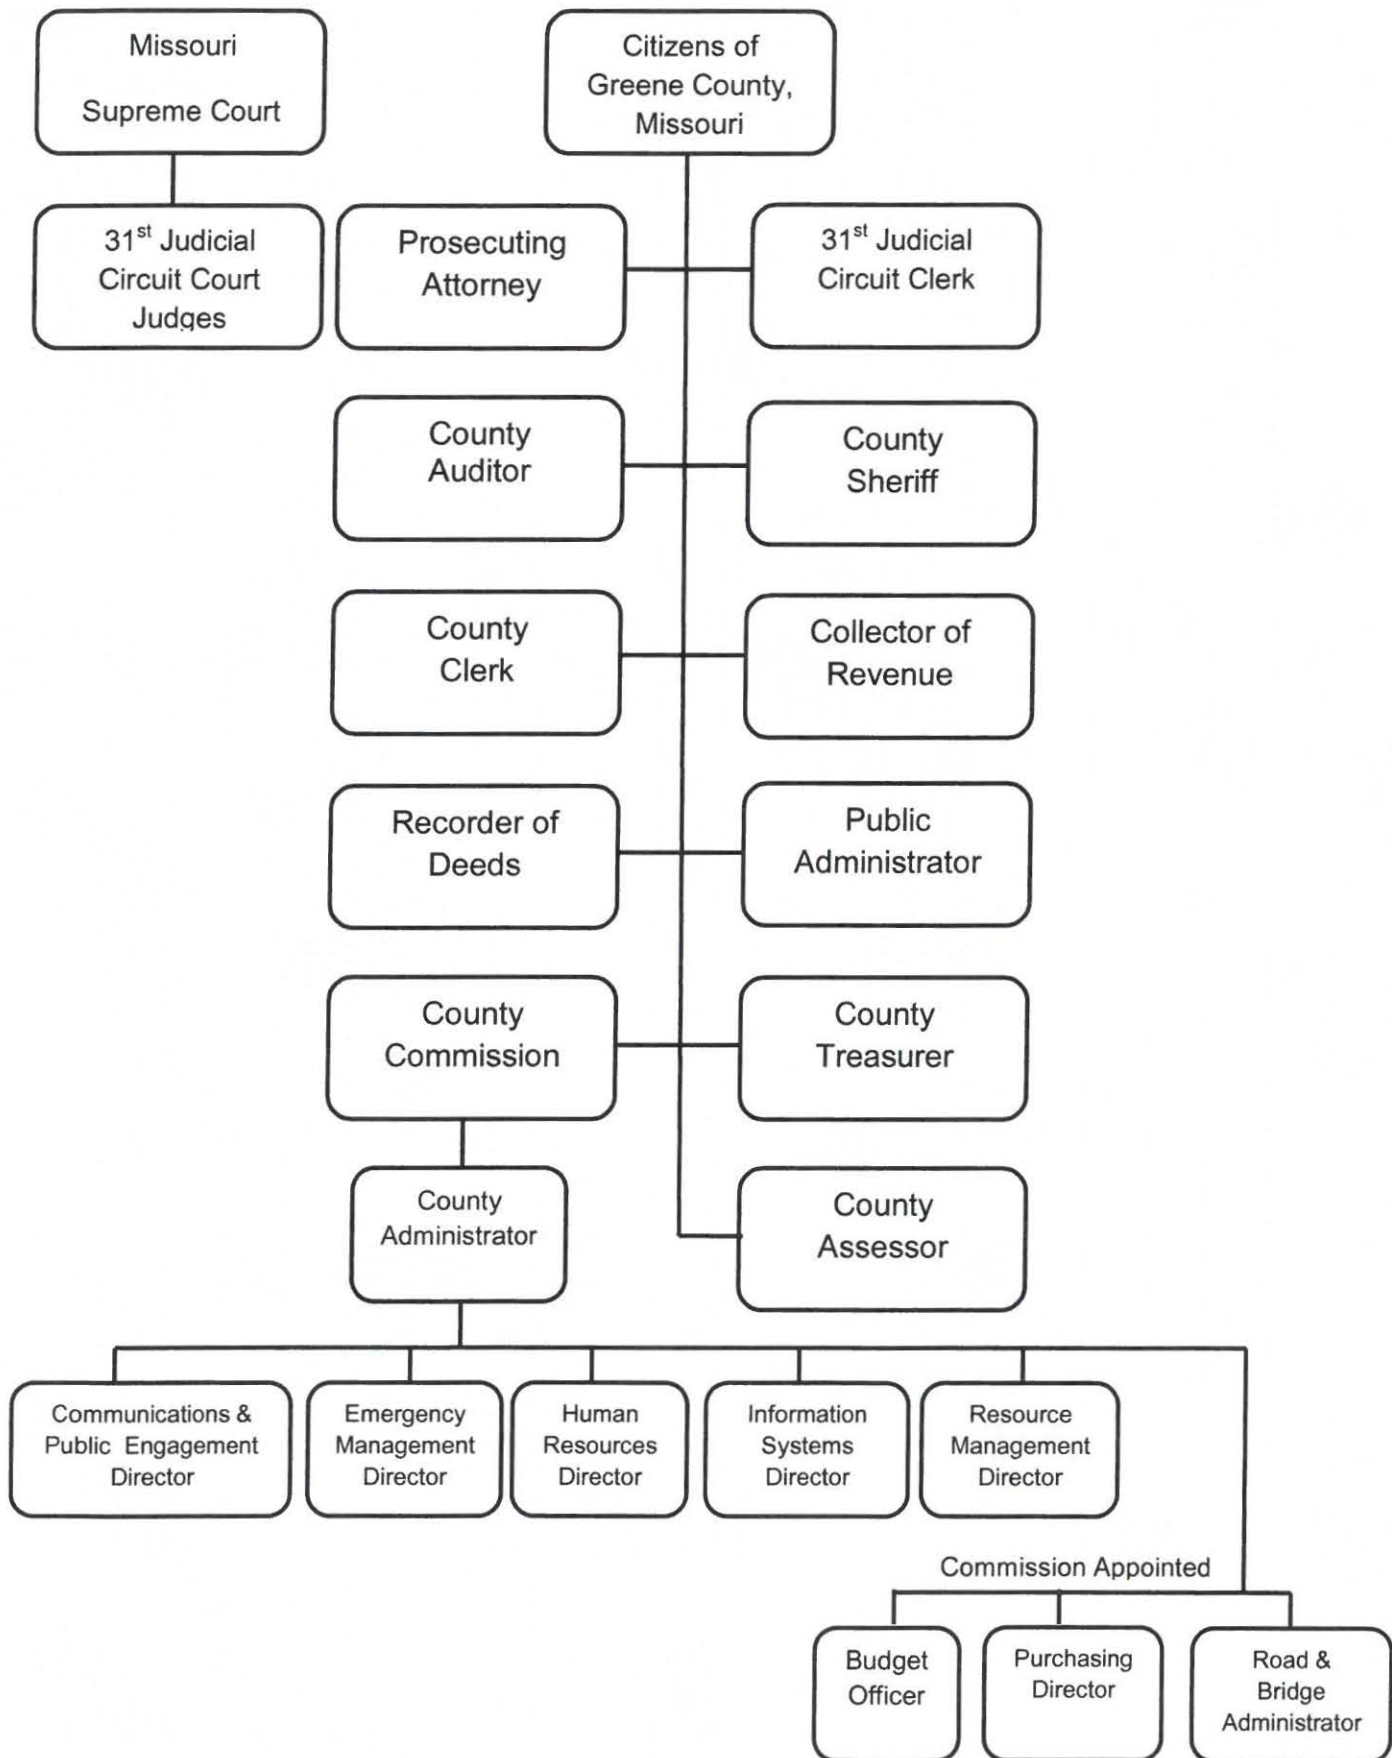 Missouri
Supreme Court
Citizens of
Greene County,
Missouri
31st Judicial
Circuit Court
Judges
Prosecuting
Attorney
31st Judicial
Circuit Clerk
County
Auditor
County
Sheriff
County
Clerk
Collector of
Revenue
Recorder of
Deeds
Public
Administrator
County
Commission
County
Treasurer
County
Administrator
County
Assessor
Communications &
Public Engagement
Director
Emergency
Management
Director
Human
Resources
Director
Information
Systems
Director
Resource
Management
Director
Commission Appointed
Budget
Officer
Purchasing
Director
Road &
Bridge
Administrator